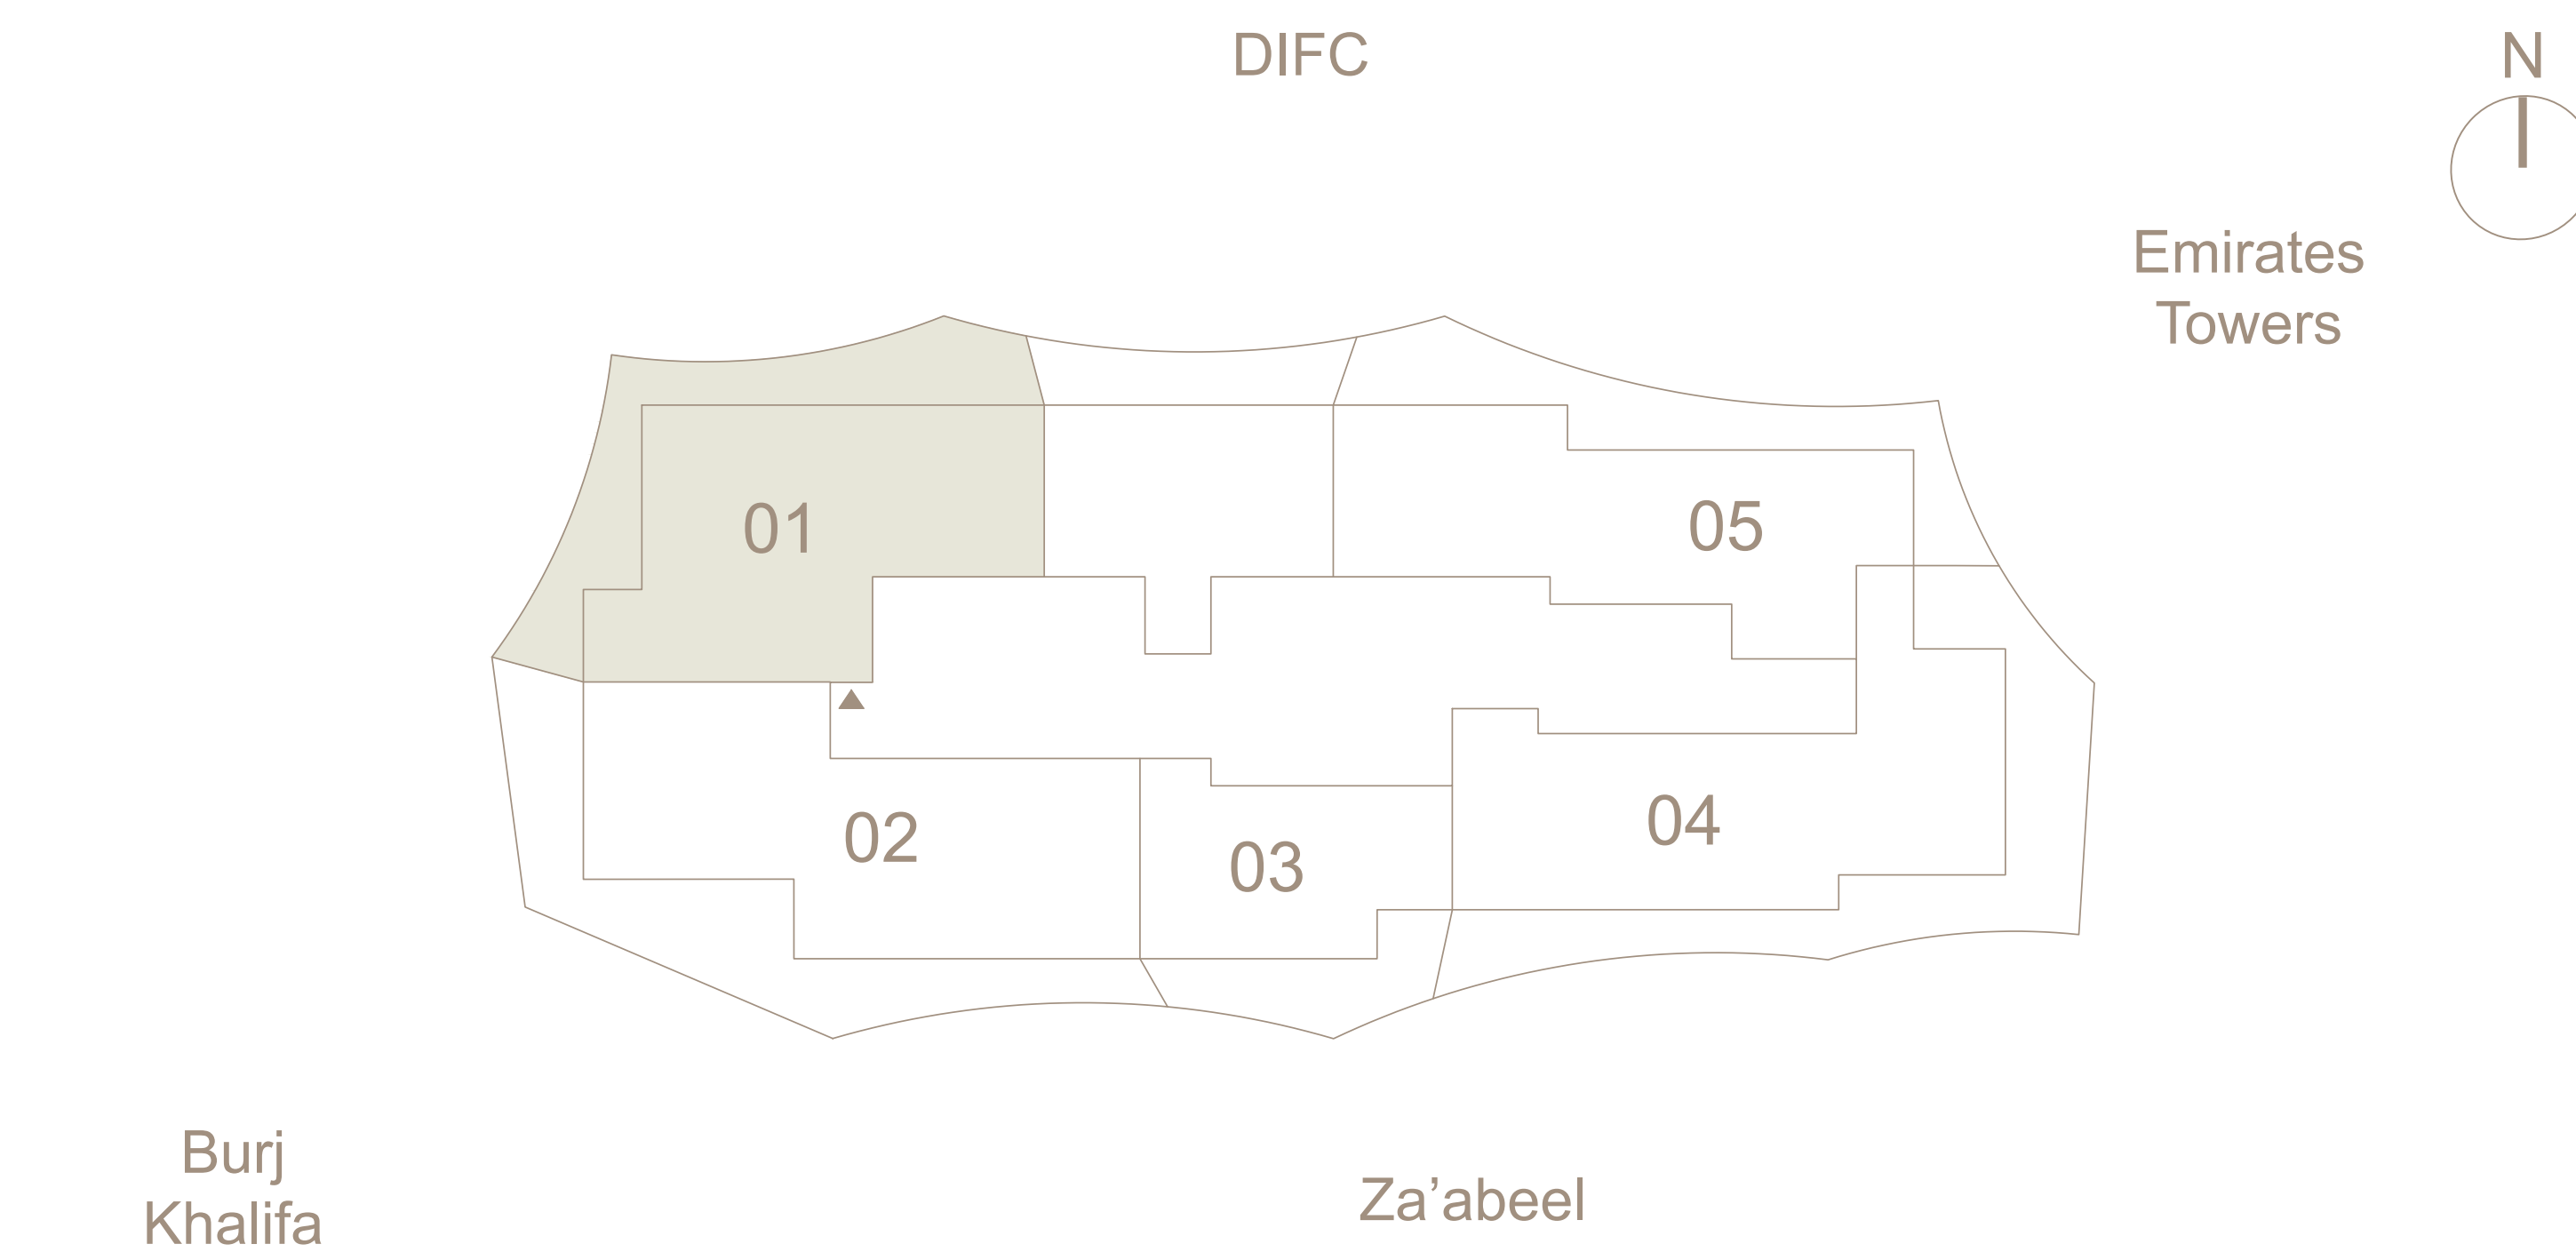 DIFC
N
Emirates
Towers
01
05
02
03
04
Burj
Khalifa
Za’abeel